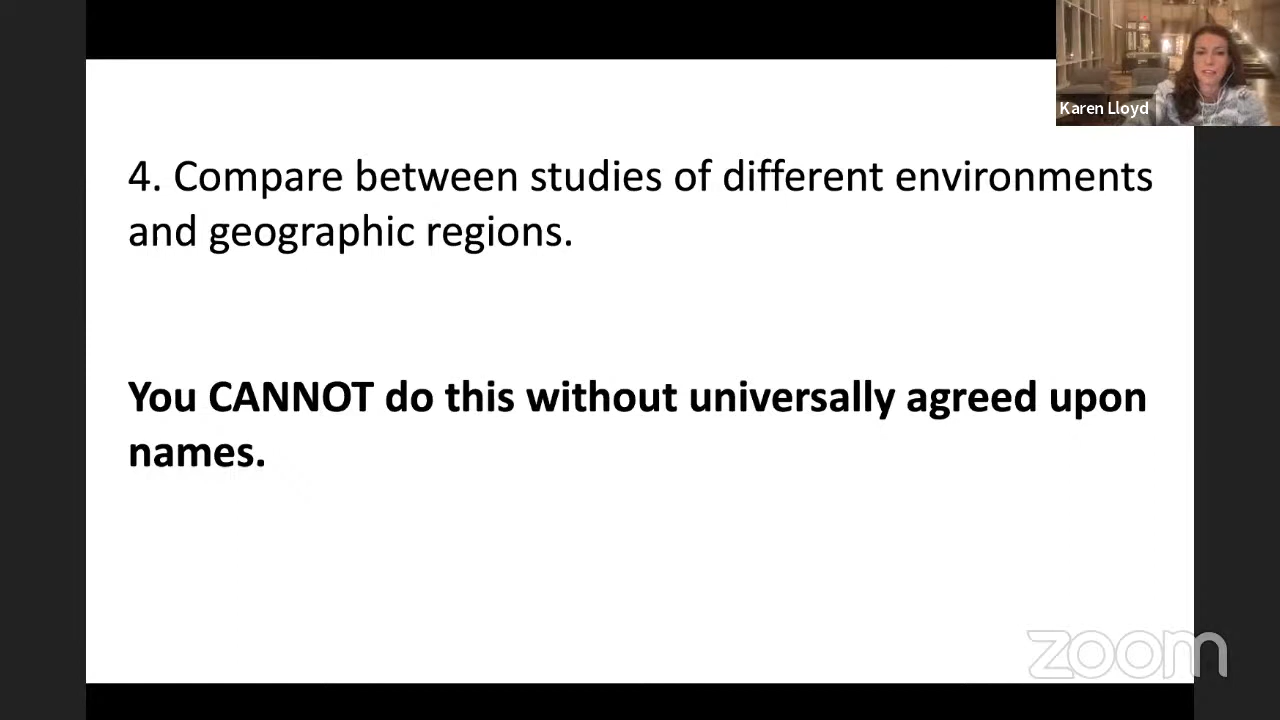 Karen Lloyd
4. Compare between studies of different environments
and geographic regions.
You CANNOT do this without universally agreed upon
names.
zoom